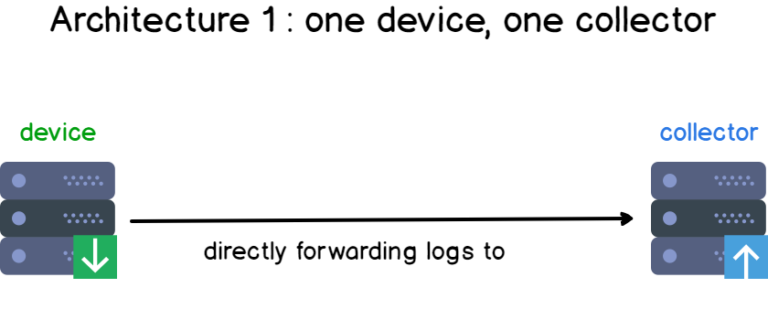 Architecture 1 : one device, one collector
device
collector
directly forwarding logs to